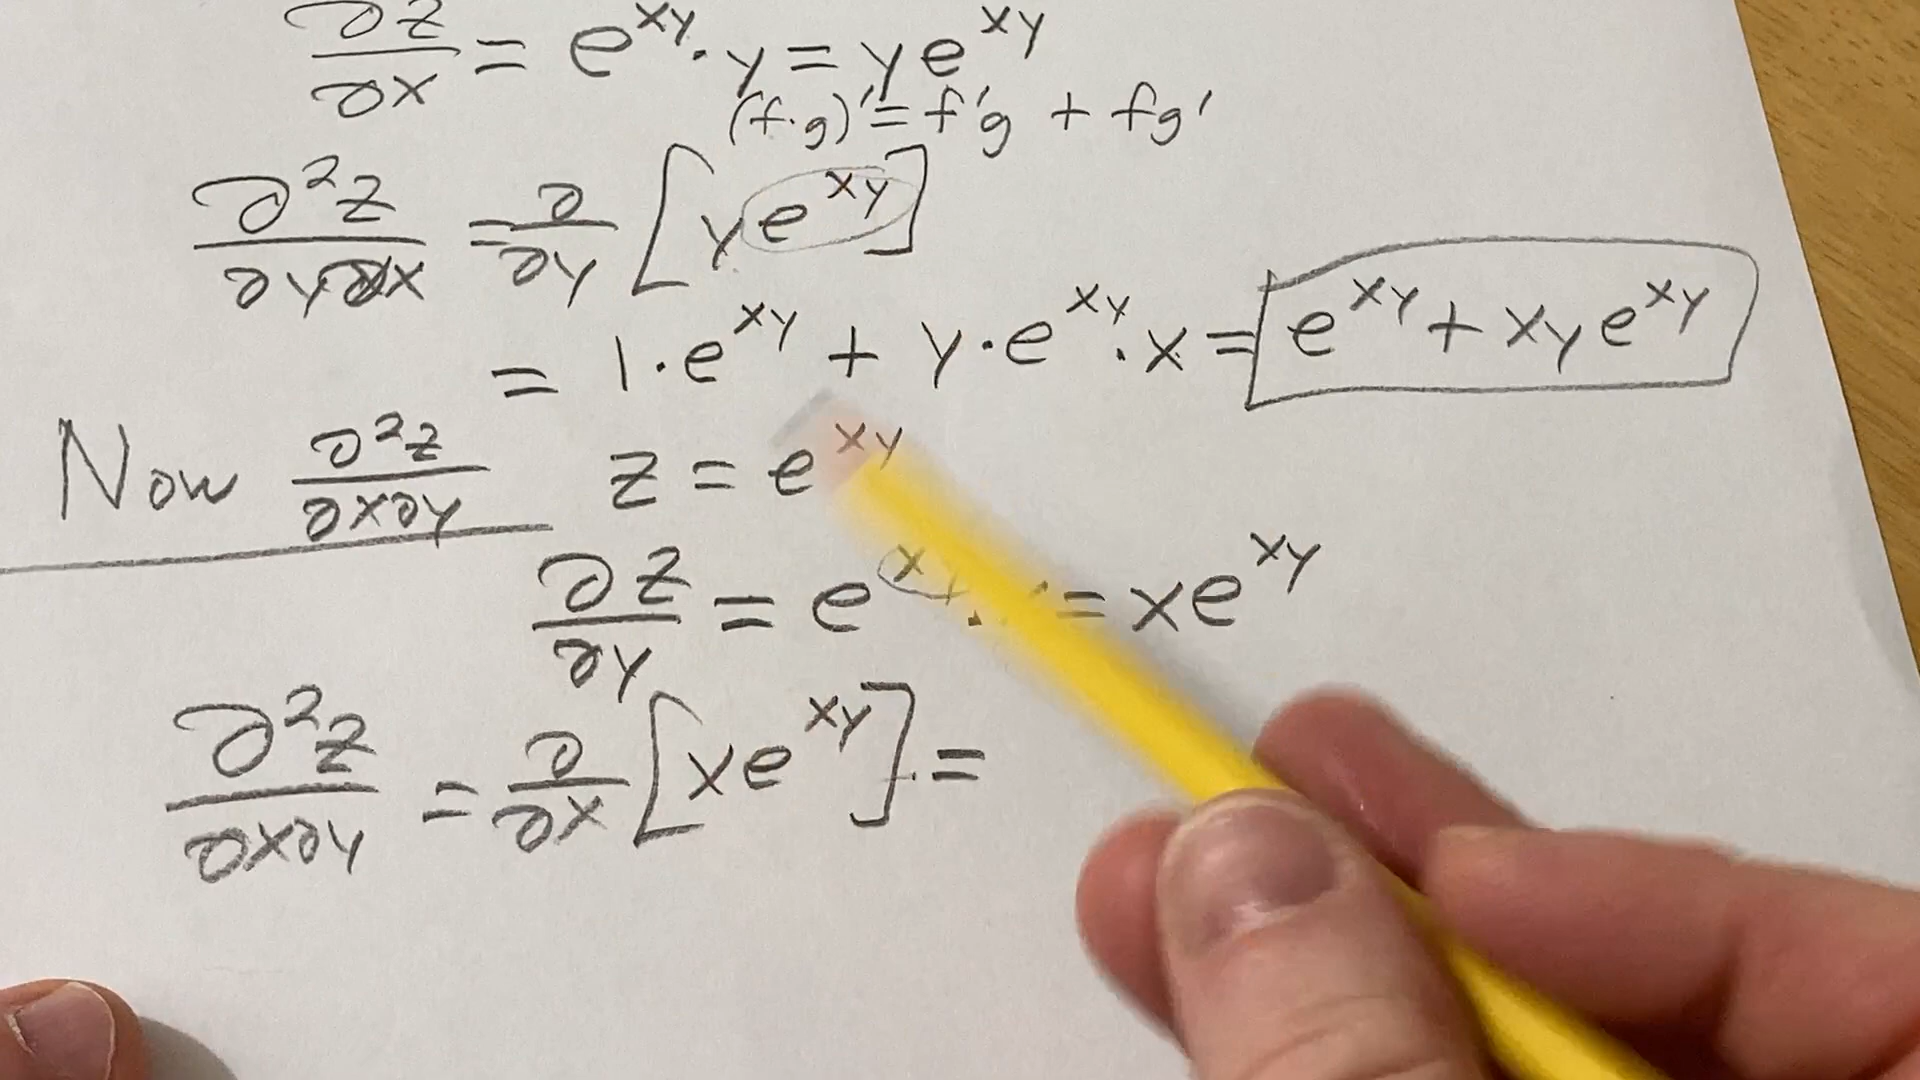 ∂z/∂x = e^xy · y = ye^xy
(f·g)' = f'g + fg'
∂²z/∂y∂x = ∂/∂y [ye^xy]
= 1·e^xy + y·e^xy·x = e^xy + xye^xy
Now ∂²z/∂x∂y z = e^xy
∂z/∂y = e^xy · = xe^xy
∂²z/∂x∂y = ∂/∂x [xe^xy] =